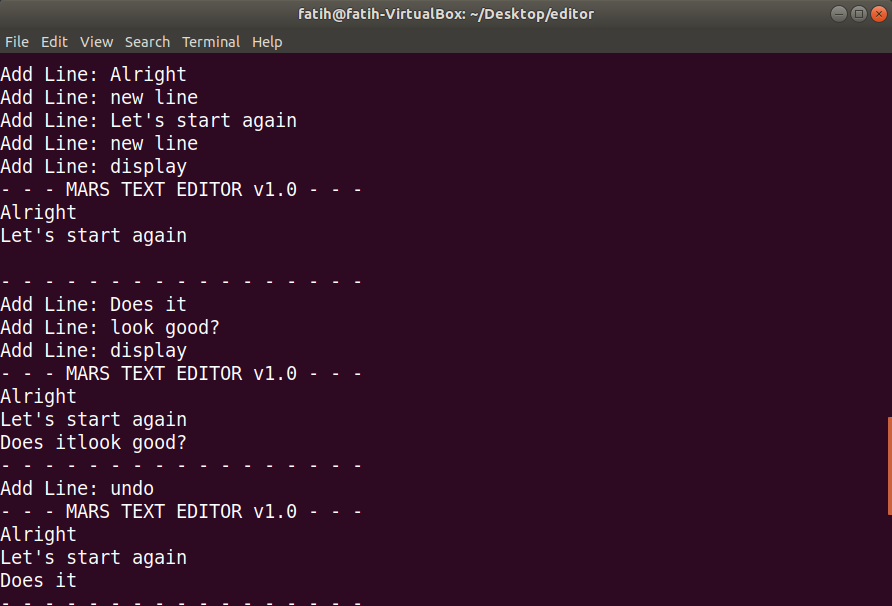 fatih@fatih-VirtualBox: ~/Desktop/editor
File Edit View Search Terminal Help
Add Line: Alright
Add Line: new line
Add Line: Let's start again
Add Line: new line
Add Line: display
- - - MARS TEXT EDITOR v1.0 - - -
Alright
Let's start again
- - - - - - - - - - - - - - - - -
Add Line: Does it
Add Line: look good?
Add Line: display
- - - MARS TEXT EDITOR v1.0 - - -
Alright
Let's start again
Does itlook good?
- - - - - - - - - - - - - - - - -
Add Line: undo
- - - MARS TEXT EDITOR v1.0 - - -
Alright
Let's start again
Does it
- - - - - - - - - - - - - - - - -